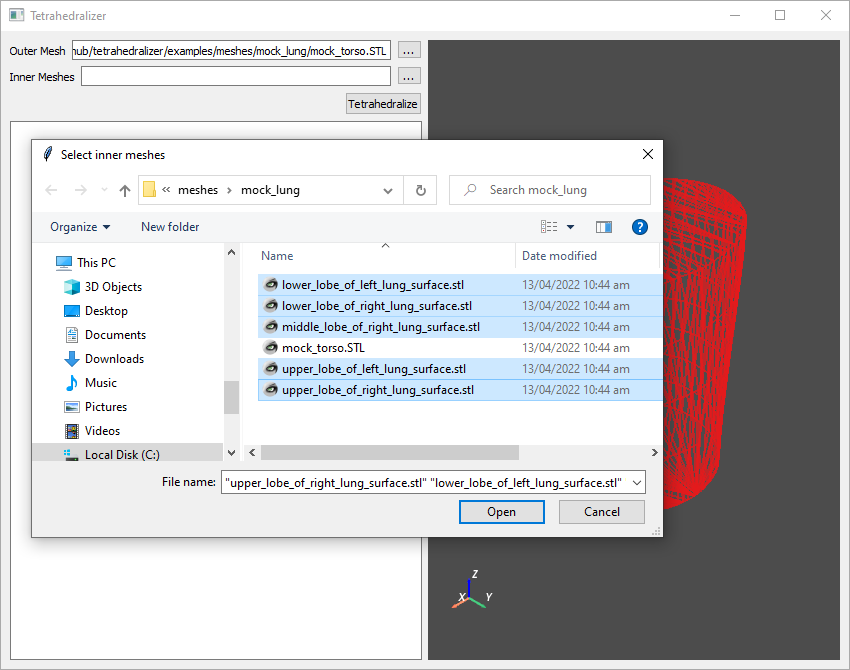 Tetrahedralizer
Outer Mesh hub/tetrahedralizer/examples/meshes/mock_lung/mock_torso.STL ...
Inner Meshes ...
Tetrahedralize
Select inner meshes
« meshes › mock_lung Search mock_lung
Organize New folder ?
Name Date modified
This PC
3D Objects
Desktop
Documents
Downloads
Music
Pictures
Videos
Local Disk (C:)
lower_lobe_of_left_lung_surface.stl 13/04/2022 10:44 am
lower_lobe_of_right_lung_surface.stl 13/04/2022 10:44 am
middle_lobe_of_right_lung_surface.stl 13/04/2022 10:44 am
mock_torso.STL 13/04/2022 10:44 am
upper_lobe_of_left_lung_surface.stl 13/04/2022 10:44 am
upper_lobe_of_right_lung_surface.stl 13/04/2022 10:44 am
File name: "upper_lobe_of_right_lung_surface.stl" "lower_lobe_of_left_lung_surface.stl"
Open Cancel
Z
X Y